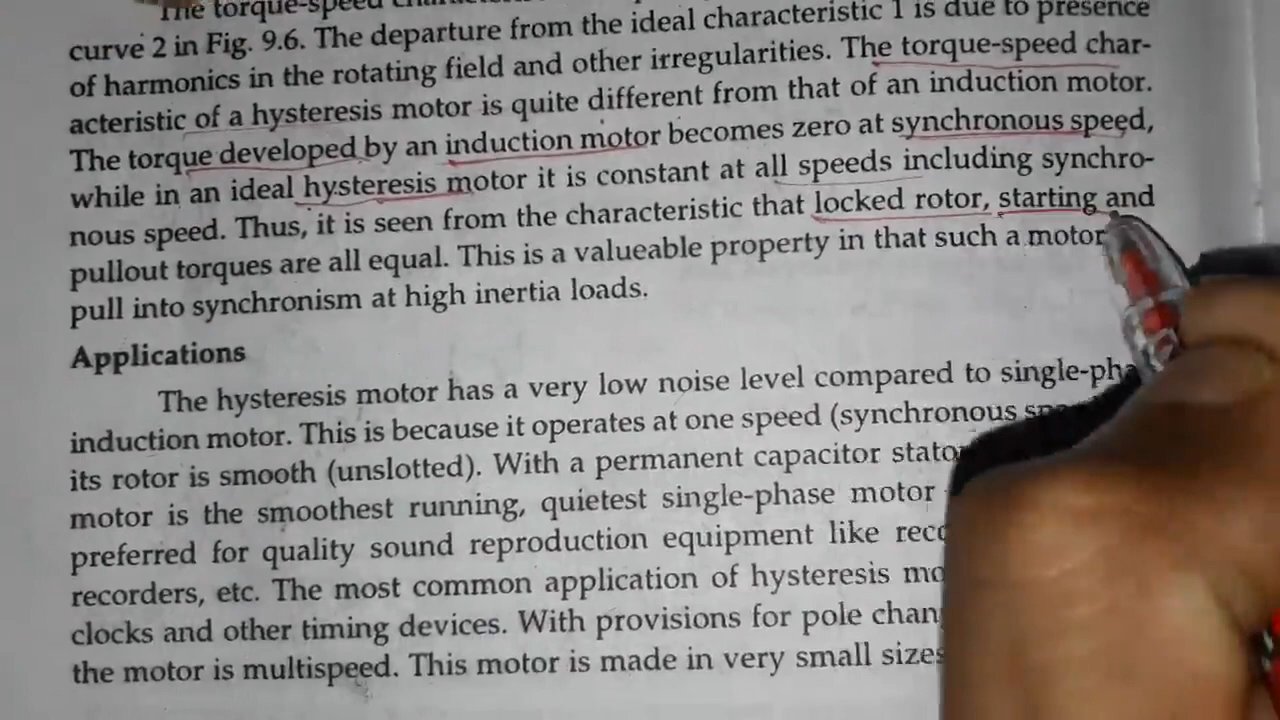 The torque-speed
curve 2 in Fig. 9.6. The departure from the ideal characteristic 1 is due to presence
of harmonics in the rotating field and other irregularities. The torque-speed char-
acteristic of a hysteresis motor is quite different from that of an induction motor.
The torque developed by an induction motor becomes zero at synchronous speed,
while in an ideal hysteresis motor it is constant at all speeds including synchro-
nous speed. Thus, it is seen from the characteristic that locked rotor, starting and
pullout torques are all equal. This is a valueable property in that such a motor
pull into synchronism at high inertia loads.
Applications
The hysteresis motor has a very low noise level compared to single-pha
induction motor. This is because it operates at one speed (synchronous
its rotor is smooth (unslotted). With a permanent capacitor stato
motor is the smoothest running, quietest single-phase motor
preferred for quality sound reproduction equipment like reco
recorders, etc. The most common application of hysteresis mo
clocks and other timing devices. With provisions for pole chan
the motor is multispeed. This motor is made in very small sizes